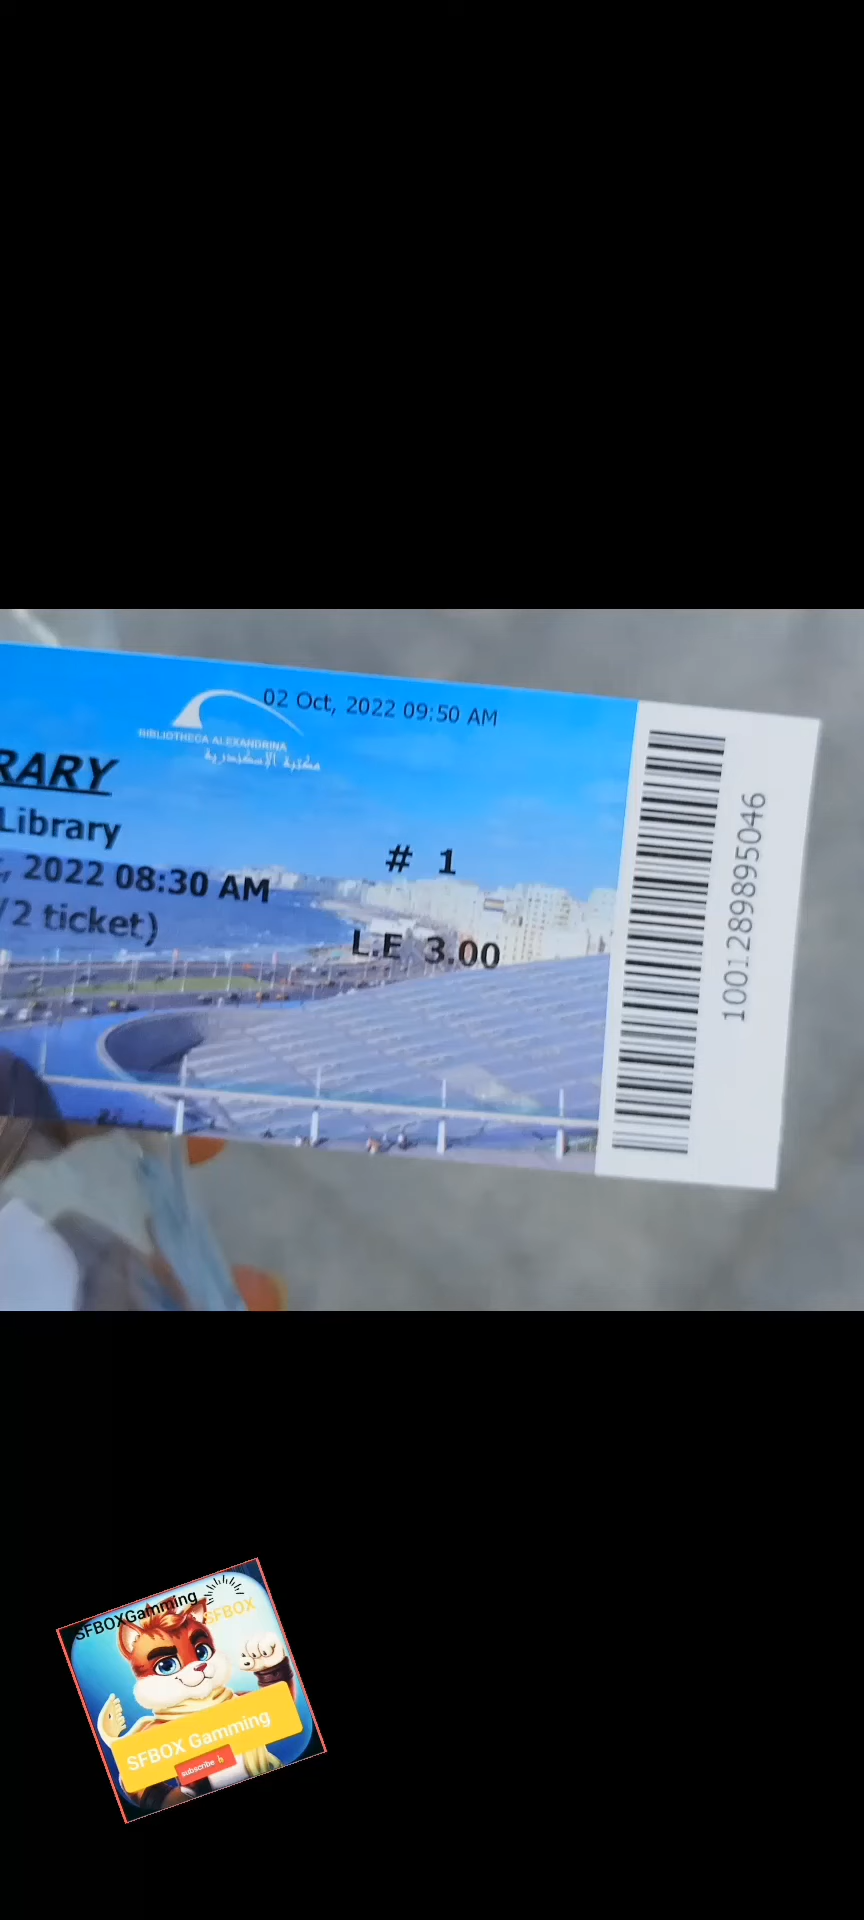 02 Oct, 2022 09:50 AM
BIBLIOTHECA ALEXANDRINA
مكتبة الإسكندرية
RARY
Library
, 2022 08:30 AM
/2 ticket)
# 1
L.E 3.00
1001289895046
SFBOXGamming
SFBOX
SFBOX Gamming
subscribe